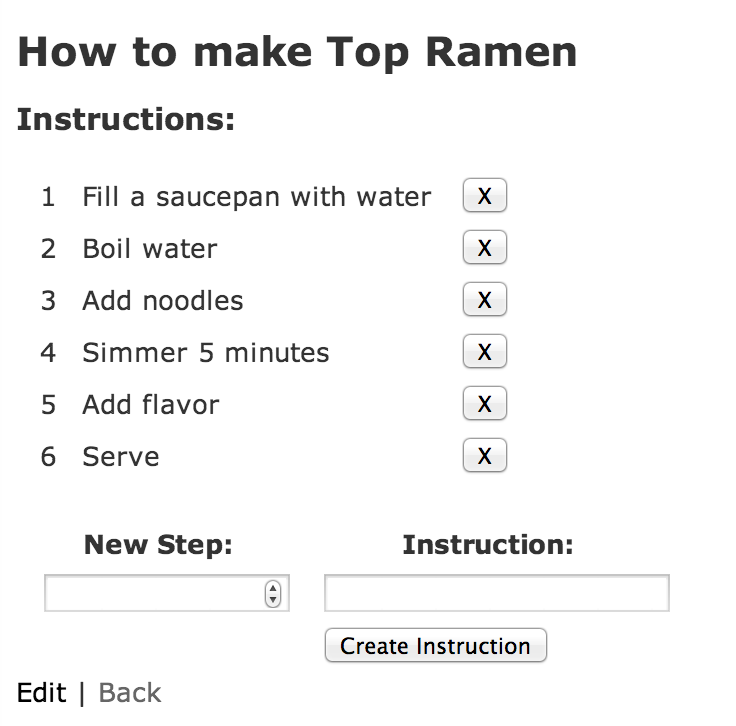 How to make Top Ramen
Instructions:
1 Fill a saucepan with water X
2 Boil water X
3 Add noodles X
4 Simmer 5 minutes X
5 Add flavor X
6 Serve X
New Step: Instruction:
Create Instruction
Edit | Back